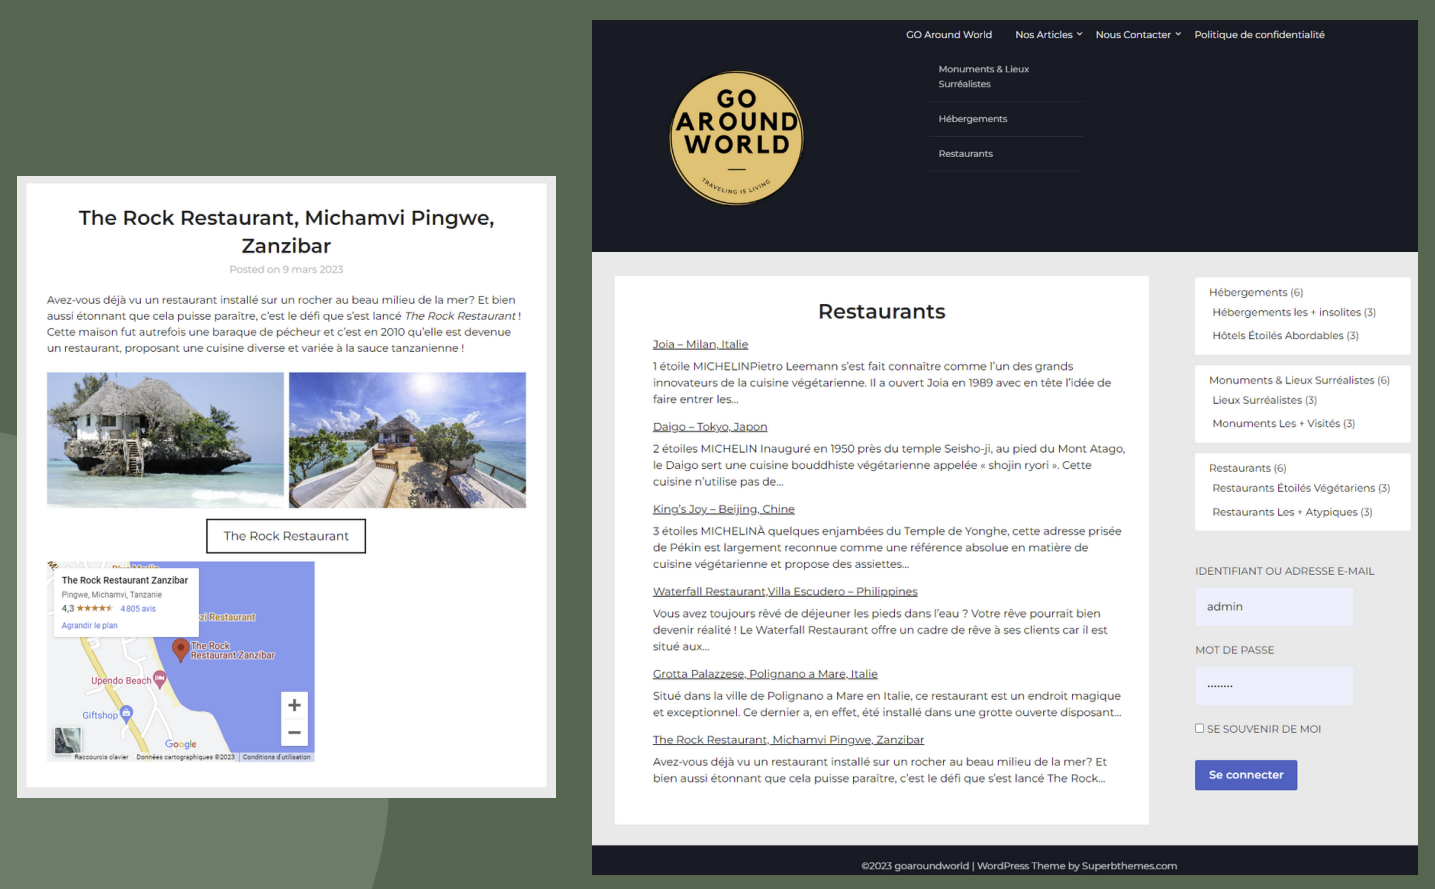 The Rock Restaurant, Michamvi Pingwe,
Zanzibar
Posted on 9 mars 2023
Avez-vous déjà vu un restaurant installé sur un rocher au beau milieu de la mer? Et bien
aussi étonnant que cela puisse paraître, c’est le défi que s’est lancé The Rock Restaurant !
Cette maison fut autrefois une baraque de pécheur et c’est en 2010 qu’elle est devenue
un restaurant, proposant une cuisine diverse et variée à la sauce tanzanienne !
The Rock Restaurant
The Rock Restaurant Zanzibar
Pingwe, Michamvi, Tanzanie
4,3 4 805 avis
Agrandir le plan
Restaurant
The Rock
Restaurant Zanzibar
Upendo Beach
Giftshop
Google
Raccourcis clavier Données cartographiques ©2023 Conditions d'utilisation
GO Around World Nos Articles Nous Contacter Politique de confidentialité
Monuments & Lieux
Surréalistes
Hébergements
Restaurants
GO
AROUND
WORLD
TRAVELING IS LIVING
Restaurants
Joia – Milan, Italie
1 étoile MICHELINPietro Leemann s’est fait connaître comme l’un des grands
innovateurs de la cuisine végétarienne. Il a ouvert Joia en 1989 avec en tête l’idée de
faire entrer les...
Daigo – Tokyo, Japon
2 étoiles MICHELIN Inauguré en 1950 près du temple Seisho-ji, au pied du Mont Atago,
le Daigo sert une cuisine bouddhiste végétarienne appelée « shojin ryori ». Cette
cuisine n’utilise pas de...
King’s Joy – Beijing, Chine
3 étoiles MICHELINÀ quelques enjambées du Temple de Yonghe, cette adresse prisée
de Pékin est largement reconnue comme une référence absolue en matière de
cuisine végétarienne et propose des assiettes...
Waterfall Restaurant,Villa Escudero – Philippines
Vous avez toujours rêvé de déjeuner les pieds dans l’eau ? Votre rêve pourrait bien
devenir réalité ! Le Waterfall Restaurant offre un cadre de rêve à ses clients car il est
situé aux...
Grotta Palazzese, Polignano a Mare, Italie
Situé dans la ville de Polignano a Mare en Italie, ce restaurant est un endroit magique
et exceptionnel. Ce dernier a, en effet, été installé dans une grotte ouverte disposant...
The Rock Restaurant, Michamvi Pingwe, Zanzibar
Avez-vous déjà vu un restaurant installé sur un rocher au beau milieu de la mer? Et
bien aussi étonnant que cela puisse paraître, c’est le défi que s’est lancé The Rock...
Hébergements (6)
Hébergements les + insolites (3)
Hôtels Étoilés Abordables (3)
Monuments & Lieux Surréalistes (6)
Lieux Surréalistes (3)
Monuments Les + Visités (3)
Restaurants (6)
Restaurants Étoilés Végétariens (3)
Restaurants Les + Atypiques (3)
IDENTIFIANT OU ADRESSE E-MAIL
admin
MOT DE PASSE
········
SE SOUVENIR DE MOI
Se connecter
©2023 goaroundworld | WordPress Theme by Superbthemes.com